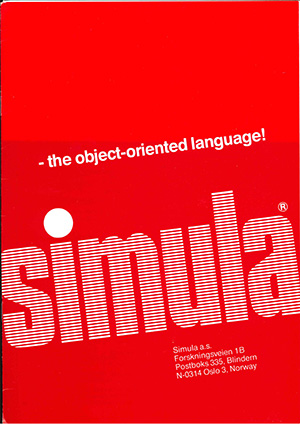 - the object-oriented language!
simula®
Simula a.s.
Forskningsveien 1B
Postboks 335, Blindern
N-0314 Oslo 3, Norway